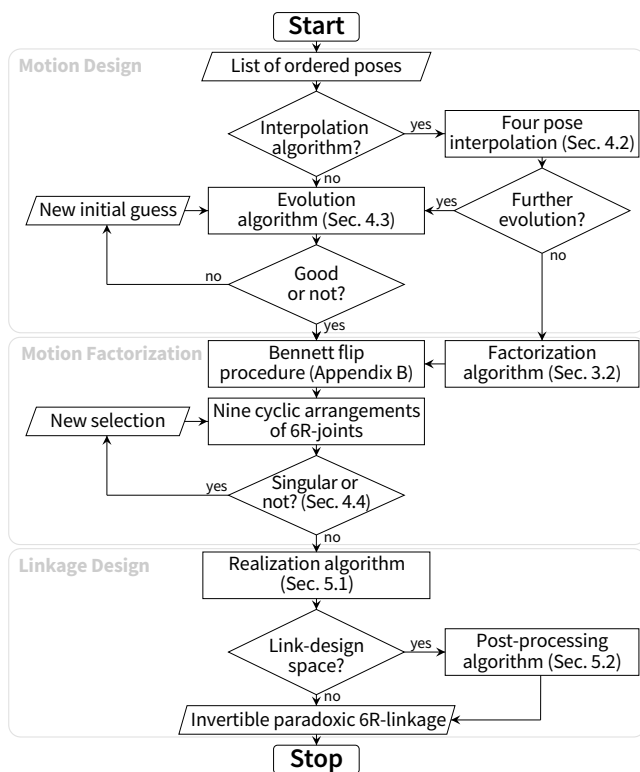 Start
Motion Design
List of ordered poses
Interpolation
algorithm?
yes
Four pose
interpolation (Sec. 4.2)
no
New initial guess
Evolution
algorithm (Sec. 4.3)
yes
Further
evolution?
no
Good
or not?
no
yes
Motion Factorization
Bennett flip
procedure (Appendix B)
Factorization
algorithm (Sec. 3.2)
New selection
Nine cyclic arrangements
of 6R-joints
yes
Singular or
not? (Sec. 4.4)
no
Linkage Design
Realization algorithm
(Sec. 5.1)
Link-design
space?
yes
Post-processing
algorithm (Sec. 5.2)
no
Invertible paradoxic 6R-linkage
Stop